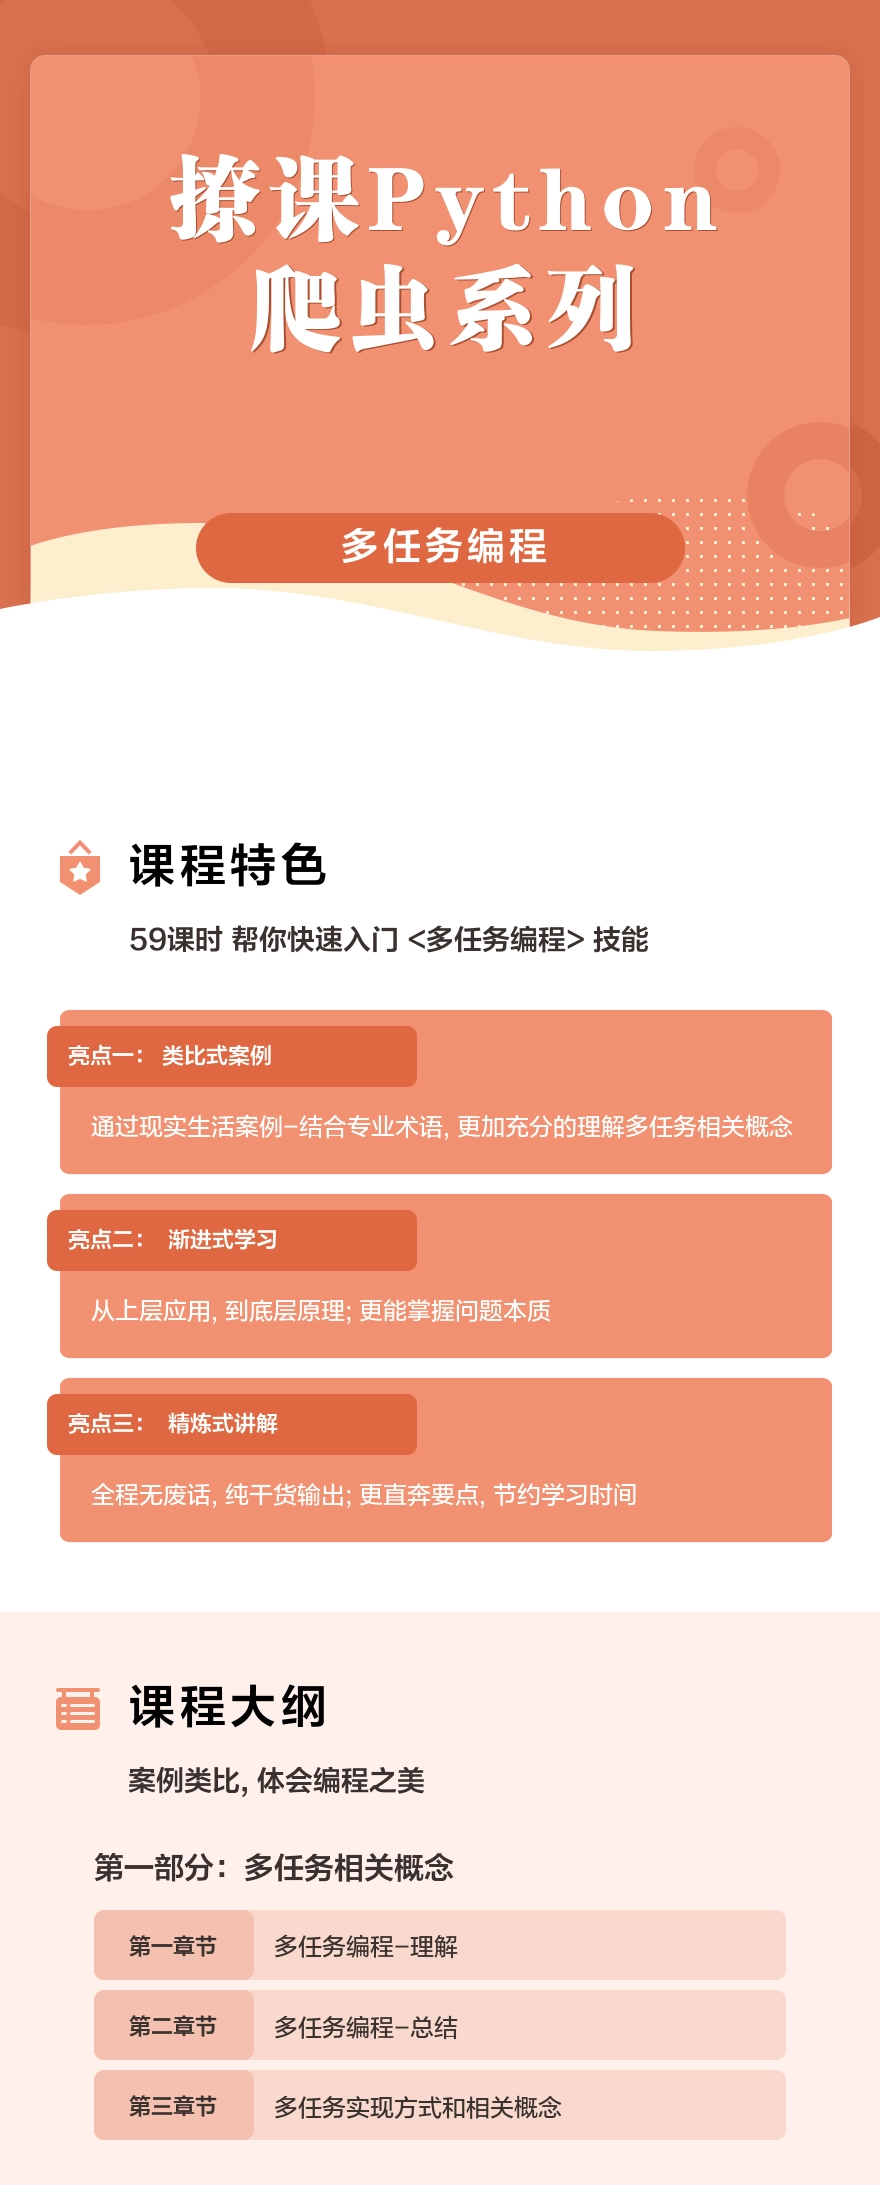 撩课Python
爬虫系列
多任务编程
课程特色
59课时 帮你快速入门 <多任务编程> 技能
亮点一： 类比式案例
通过现实生活案例-结合专业术语, 更加充分的理解多任务相关概念
亮点二： 渐进式学习
从上层应用, 到底层原理; 更能掌握问题本质
亮点三： 精炼式讲解
全程无废话, 纯干货输出; 更直奔要点, 节约学习时间
课程大纲
案例类比, 体会编程之美
第一部分：多任务相关概念
第一章节 多任务编程-理解
第二章节 多任务编程-总结
第三章节 多任务实现方式和相关概念